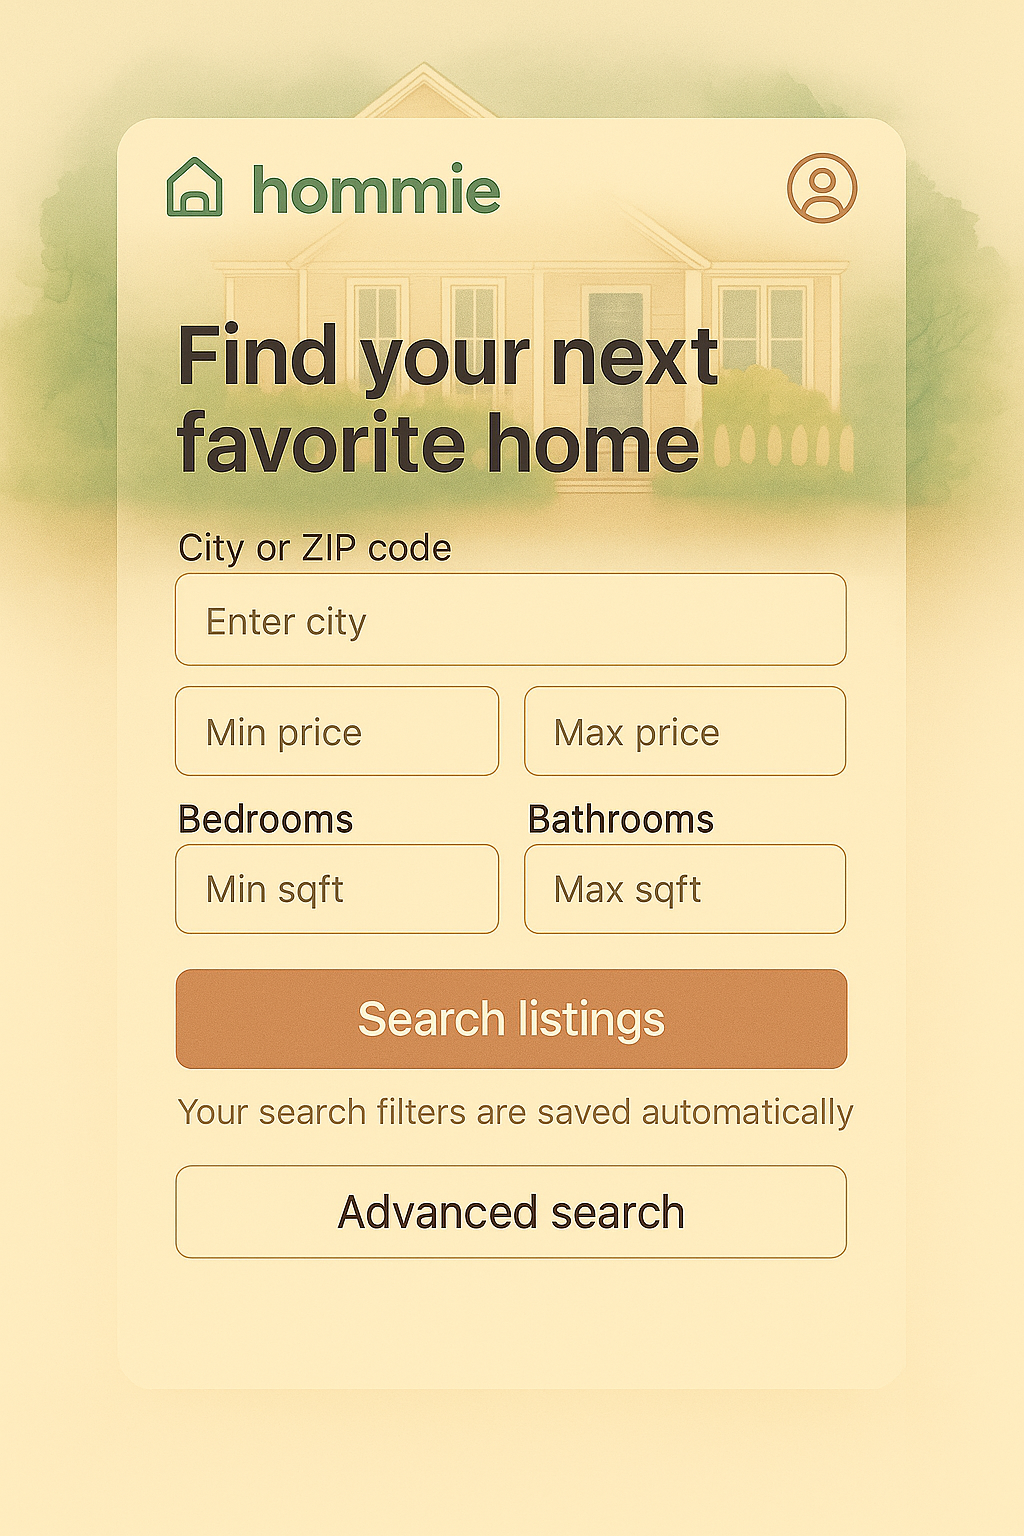 hommie
Find your next
favorite home
City or ZIP code
Enter city
Min price Max price
Bedrooms Bathrooms
Min sqft Max sqft
Search listings
Your search filters are saved automatically
Advanced search